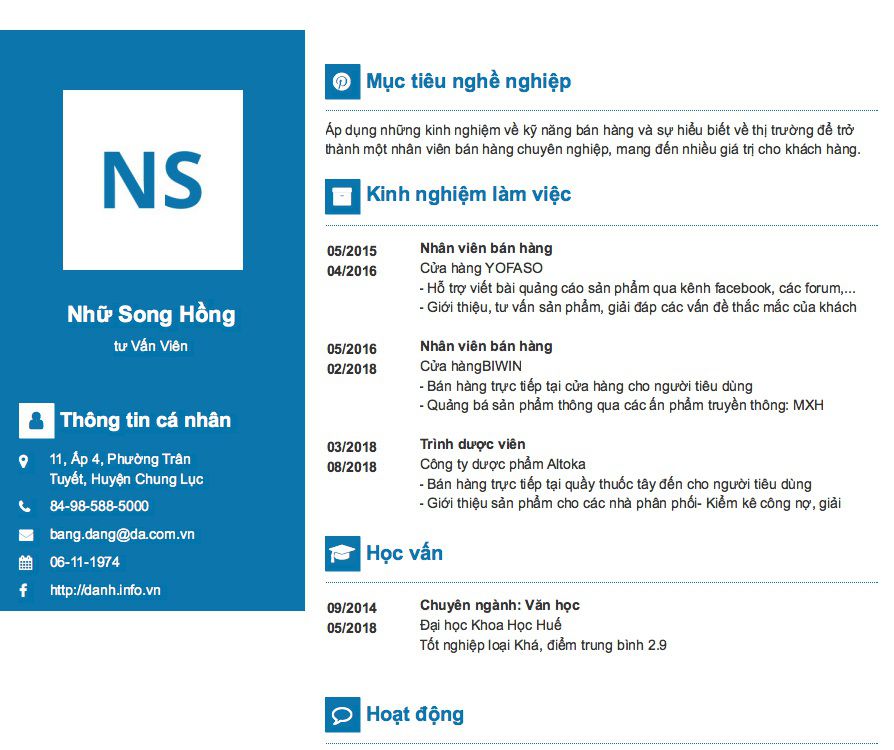 NS
Nhữ Song Hồng
tư Vấn Viên
Thông tin cá nhân
11, Ấp 4, Phường Trân
Tuyết, Huyện Chung Lục
84-98-588-5000
bang.dang@da.com.vn
06-11-1974
http://danh.info.vn
Mục tiêu nghề nghiệp
Áp dụng những kinh nghiệm về kỹ năng bán hàng và sự hiểu biết về thị trường để trở
thành một nhân viên bán hàng chuyên nghiệp, mang đến nhiều giá trị cho khách hàng.
Kinh nghiệm làm việc
05/2015
04/2016
Nhân viên bán hàng
Cửa hàng YOFASO
- Hỗ trợ viết bài quảng cáo sản phẩm qua kênh facebook, các forum,...
- Giới thiệu, tư vấn sản phẩm, giải đáp các vấn đề thắc mắc của khách
05/2016
02/2018
Nhân viên bán hàng
Cửa hàngBIWIN
- Bán hàng trực tiếp tại cửa hàng cho người tiêu dùng
- Quảng bá sản phẩm thông qua các ấn phẩm truyền thông: MXH
03/2018
08/2018
Trình dược viên
Công ty dược phẩm Altoka
- Bán hàng trực tiếp tại quầy thuốc tây đến cho người tiêu dùng
- Giới thiệu sản phẩm cho các nhà phân phối- Kiểm kê công nợ, giải
Học vấn
09/2014
05/2018
Chuyên ngành: Văn học
Đại học Khoa Học Huế
Tốt nghiệp loại Khá, điểm trung bình 2.9
Hoạt động